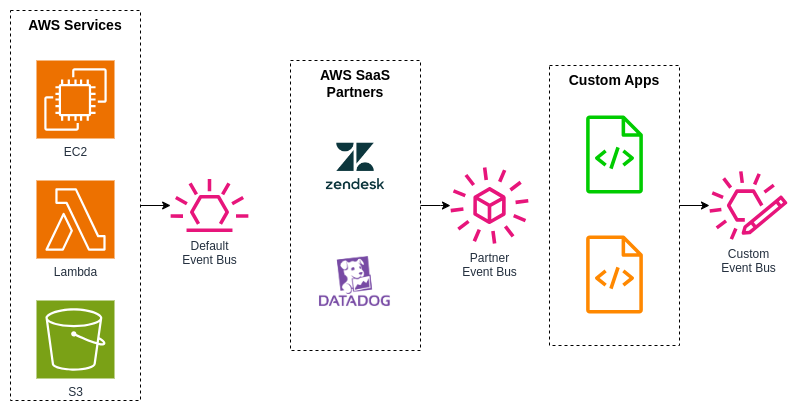 AWS Services
EC2
Lambda
S3
Default
Event Bus
AWS SaaS
Partners
zendesk
DATADOG
Partner
Event Bus
Custom Apps
</>
</>
Custom
Event Bus